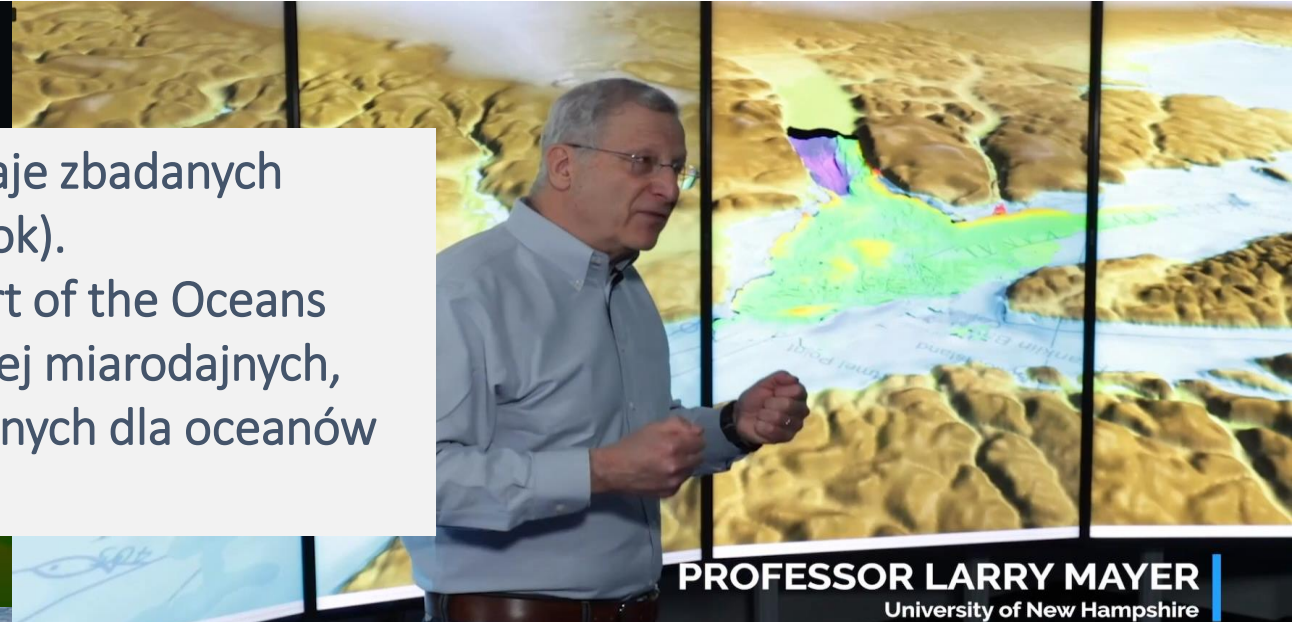 aje zbadanych
ok).
rt of the Oceans
ej miarodajnych,
nych dla oceanów
PROFESSOR LARRY MAYER
University of New Hampshire